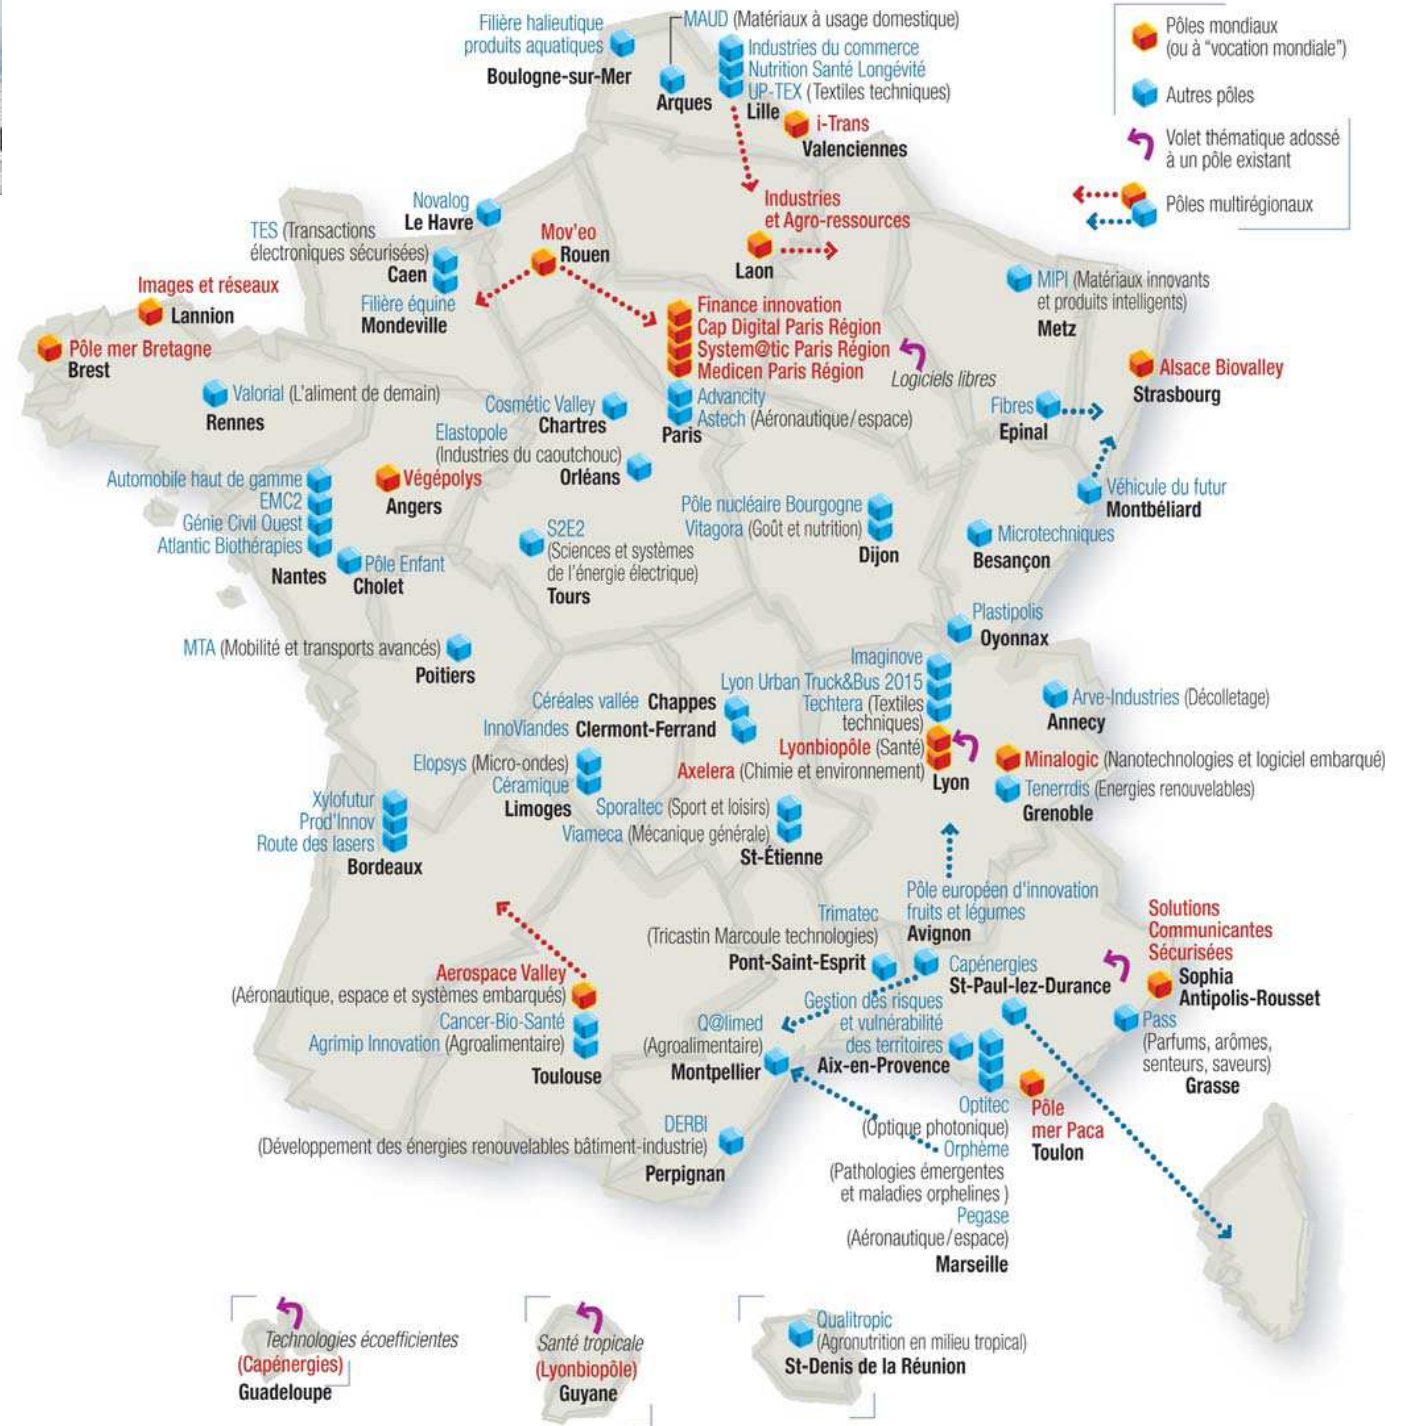 Filière halieutique
produits aquatiques
Boulogne-sur-Mer
MAUD (Matériaux à usage domestique)
Arques
Industries du commerce
Nutrition Santé Longévité
UP-TEX (Textiles techniques)
Lille
i-Trans
Valenciennes
Pôles mondiaux
(ou à “vocation mondiale”)
Autres pôles
Volet thématique adossé
à un pôle existant
Pôles multirégionaux
Novalog
Le Havre
TES (Transactions
électroniques sécurisées)
Caen
Filière équine
Mondeville
Mov'eo
Rouen
Industries
et Agro-ressources
Laon
MIPI (Matériaux innovants
et produits intelligents)
Metz
Images et réseaux
Lannion
Pôle mer Bretagne
Brest
Valorial (L'aliment de demain)
Rennes
Finance innovation
Cap Digital Paris Région
System@tic Paris Région
Medicen Paris Région
Logiciels libres
Advancity
Astech (Aéronautique/espace)
Paris
Alsace Biovalley
Strasbourg
Fibres
Epinal
Cosmétic Valley
Chartres
Elastopole
(Industries du caoutchouc)
Orléans
Automobile haut de gamme
EMC2
Génie Civil Ouest
Atlantic Biothérapies
Nantes
Végépolys
Angers
Pôle Enfant
Cholet
S2E2
(Sciences et systèmes
de l'énergie électrique)
Tours
Pôle nucléaire Bourgogne
Vitagora (Goût et nutrition)
Dijon
Véhicule du futur
Montbéliard
Microtechniques
Besançon
Plastipolis
Oyonnax
MTA (Mobilité et transports avancés)
Poitiers
Imaginove
Lyon Urban Truck&Bus 2015
Techtera (Textiles
techniques)
Lyonbiopôle (Santé)
Axelera (Chimie et environnement)
Lyon
Arve-Industries (Décolletage)
Annecy
Céréales vallée Chappes
InnoViandes Clermont-Ferrand
Minalogic (Nanotechnologies et logiciel embarqué)
Tenerrdis (Energies renouvelables)
Grenoble
Elopsys (Micro-ondes)
Céramique
Limoges
Xylofutur
Prod'Innov
Route des lasers
Bordeaux
Sporaltec (Sport et loisirs)
Viameca (Mécanique générale)
St-Étienne
Pôle européen d'innovation
fruits et légumes
Avignon
Trimatec
(Tricastin Marcoule technologies)
Pont-Saint-Esprit
Solutions
Communicantes
Sécurisées
Sophia
Antipolis-Rousset
Capénergies
St-Paul-lez-Durance
Aerospace Valley
(Aéronautique, espace et systèmes embarqués)
Cancer-Bio-Santé
Agrimip Innovation (Agroalimentaire)
Toulouse
Q@limed
(Agroalimentaire)
Montpellier
Gestion des risques
et vulnérabilité
des territoires
Aix-en-Provence
Pass
(Parfums, arômes,
senteurs, saveurs)
Grasse
DERBI
(Développement des énergies renouvelables bâtiment-industrie)
Perpignan
Optitec
(Optique photonique)
Orphème
(Pathologies émergentes
et maladies orphelines )
Pegase
(Aéronautique/espace)
Marseille
Pôle
mer Paca
Toulon
Technologies écoefficientes
(Capénergies)
Guadeloupe
Santé tropicale
(Lyonbiopôle)
Guyane
Qualitropic
(Agronutrition en milieu tropical)
St-Denis de la Réunion